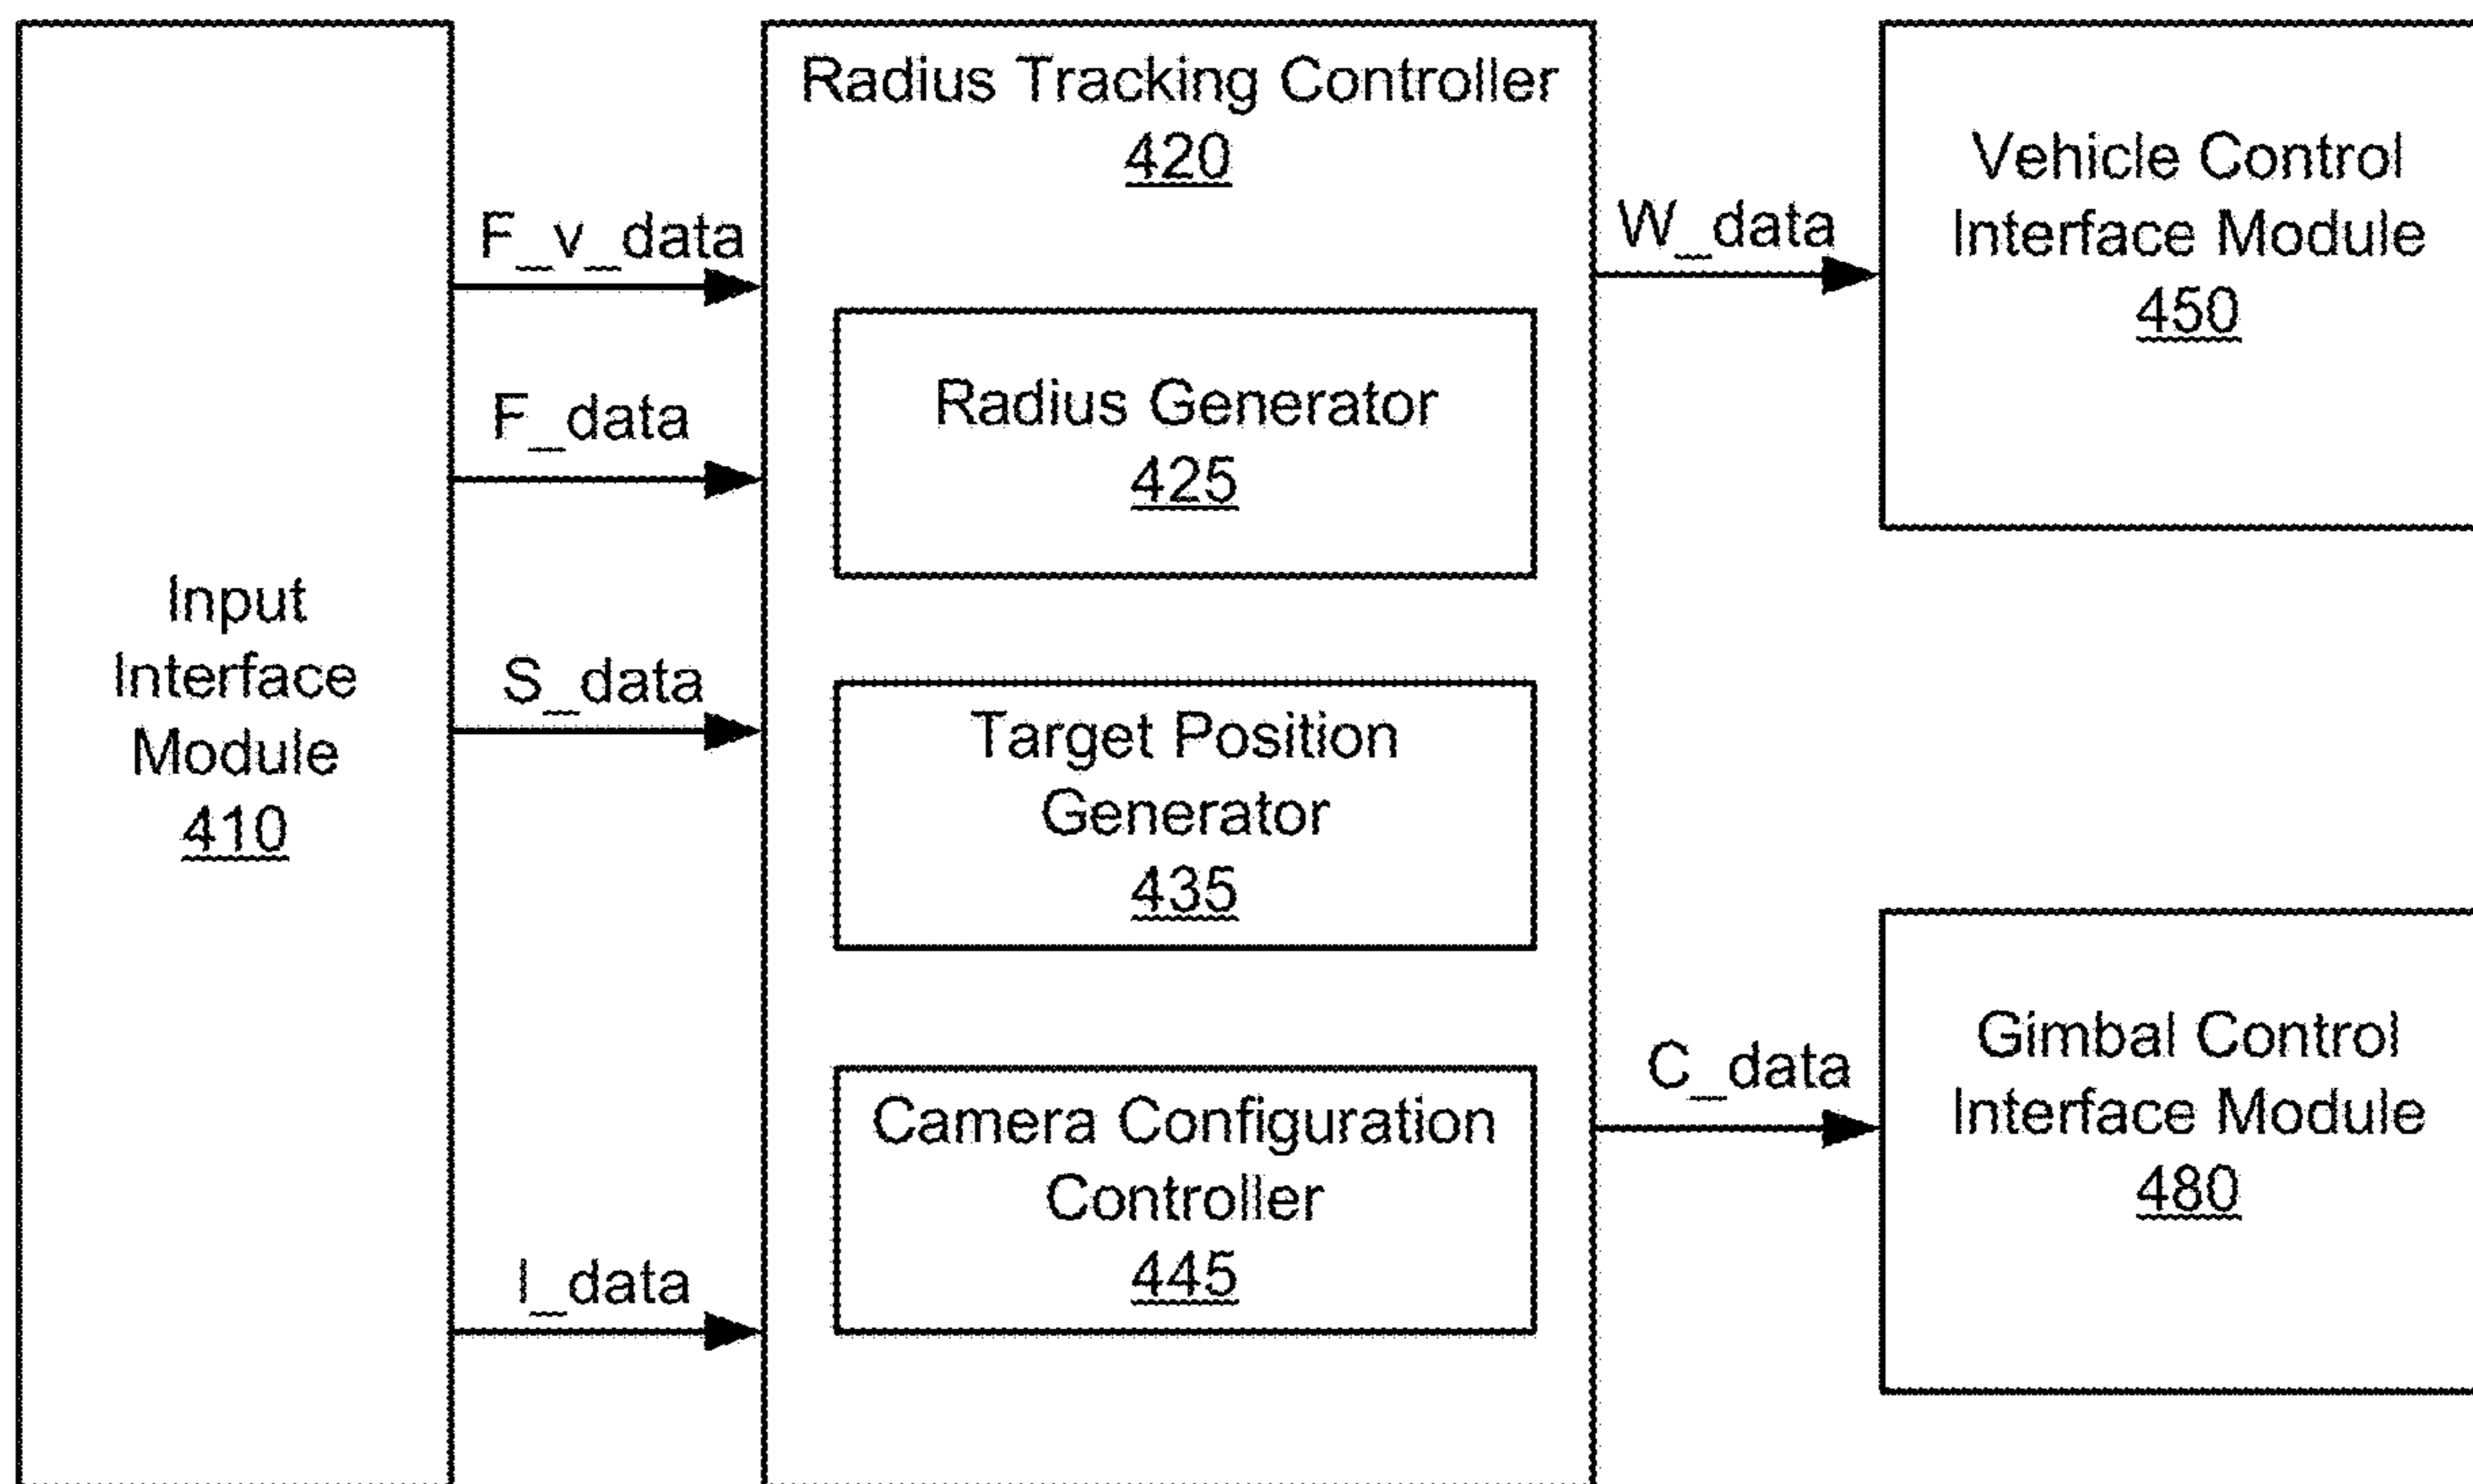 Input
Interface
Module
410
F_v_data
F_data
S_data
I_data
Radius Tracking Controller
420
Radius Generator
425
Target Position
Generator
435
Camera Configuration
Controller
445
W_data
C_data
Vehicle Control
Interface Module
450
Gimbal Control
Interface Module
480